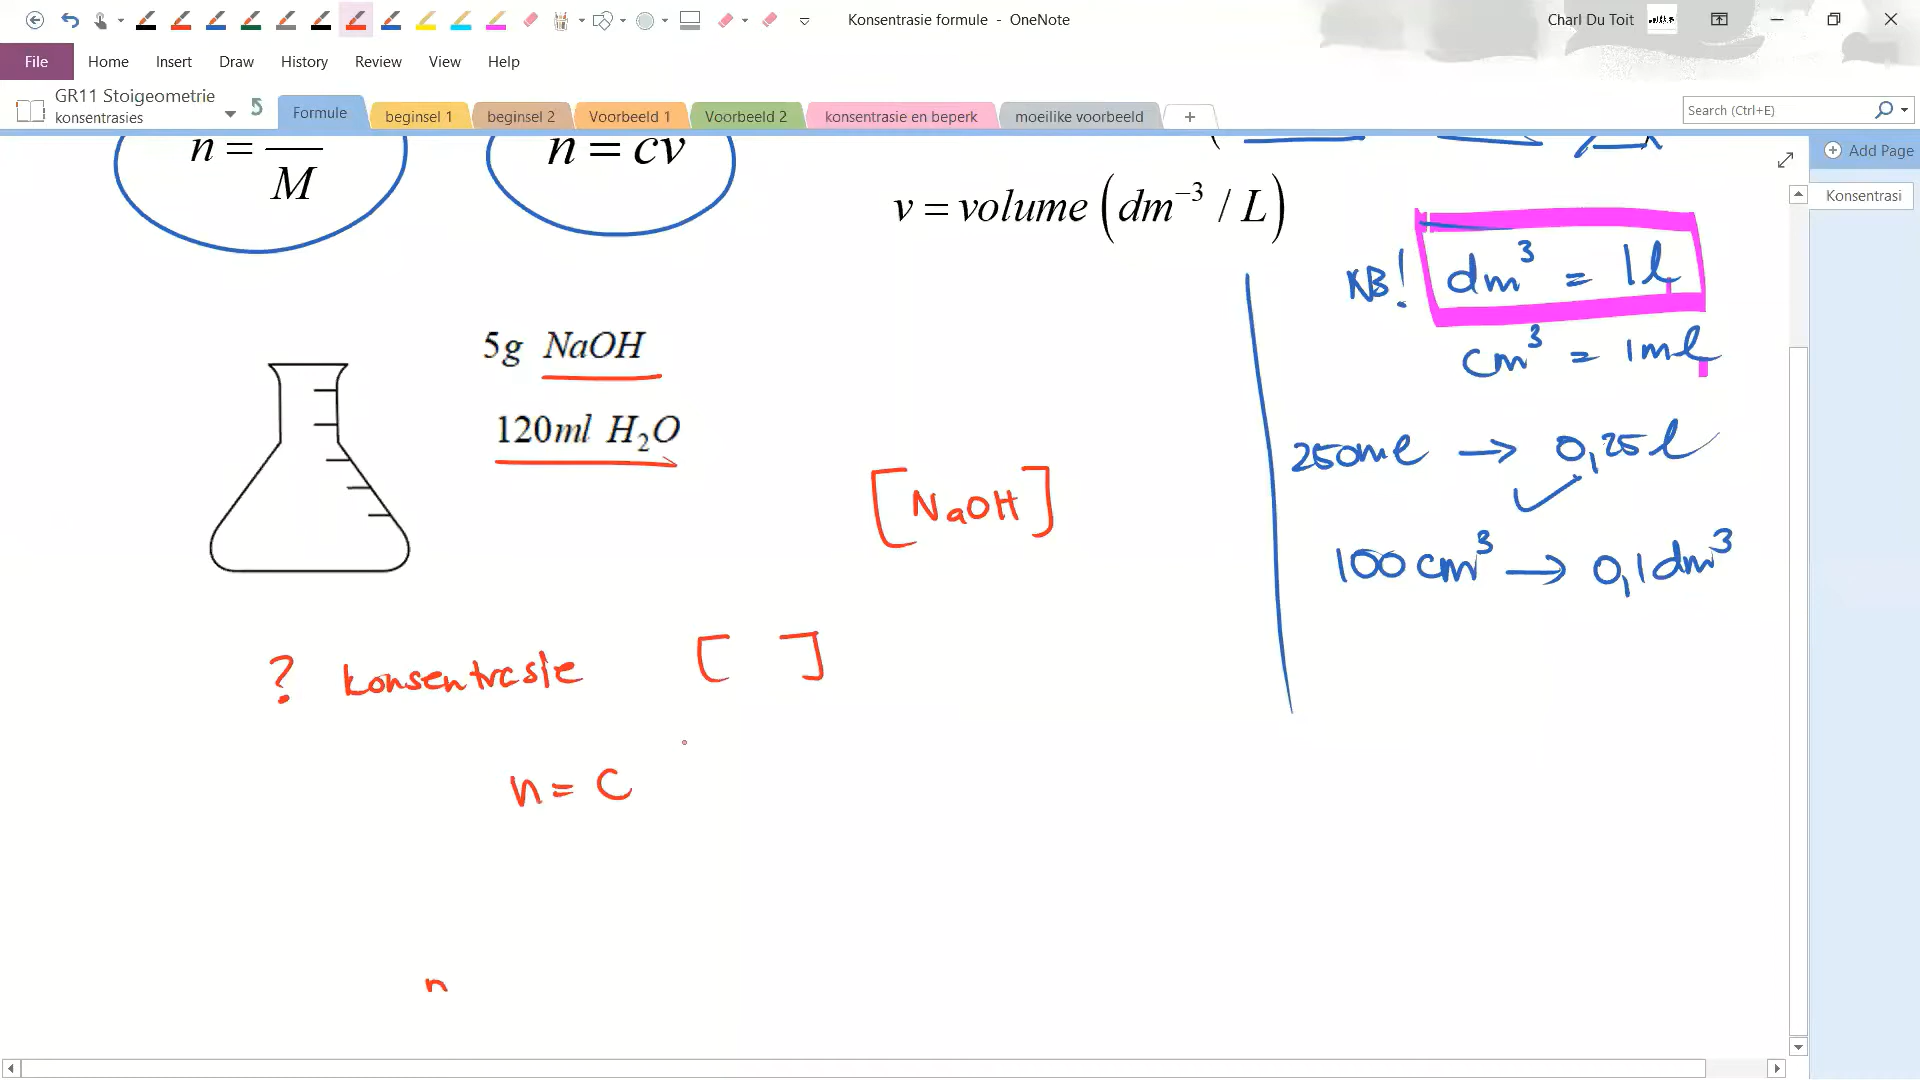 Konsentrasie formule - OneNote
Charl Du Toit
File Home Insert Draw History Review View Help
GR11 Stoigeometrie
konsentrasies
Formule beginsel 1 beginsel 2 Voorbeeld 1 Voorbeeld 2 konsentrasie en beperk moeilike voorbeeld +
Search (Ctrl+E)
Add Page
Konsentrasi
n = — M
n = cv
v = volume (dm⁻³ / L)
NB! dm³ = 1l
cm³ = 1ml
5g NaOH
120ml H₂O
250ml → 0,25l
[NaOH]
100cm³ → 0,1dm³
? konsentrasie [ ]
n = c
n